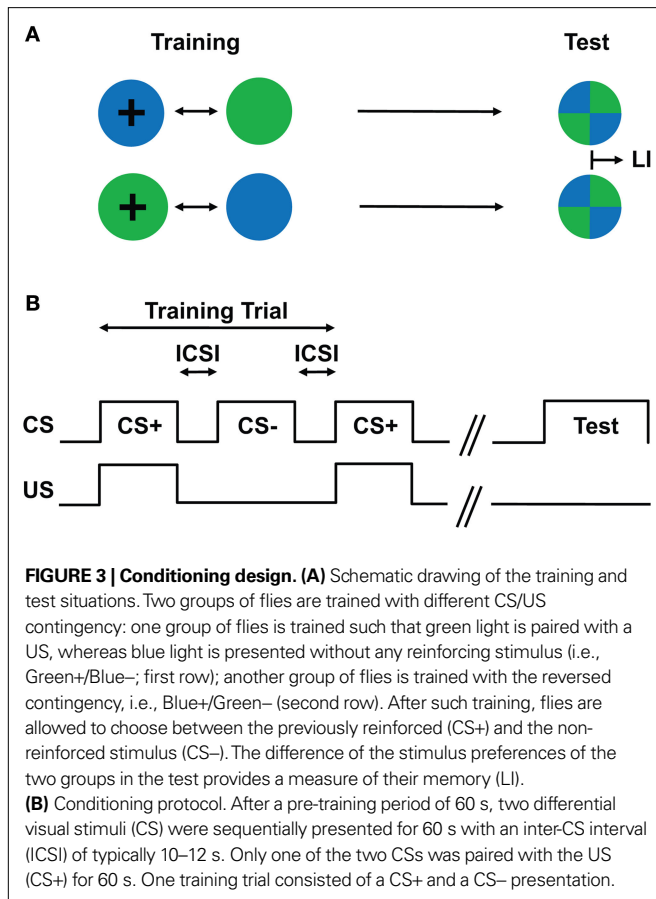 A
Training Test
+
LI
+
B
Training Trial
ICSI ICSI
CS CS+ CS- CS+ // Test
US //
FIGURE 3 | Conditioning design. (A) Schematic drawing of the training and
test situations. Two groups of flies are trained with different CS/US
contingency: one group of flies is trained such that green light is paired with a
US, whereas blue light is presented without any reinforcing stimulus (i.e.,
Green+/Blue–; first row); another group of flies is trained with the reversed
contingency, i.e., Blue+/Green– (second row). After such training, flies are
allowed to choose between the previously reinforced (CS+) and the non-
reinforced stimulus (CS–). The difference of the stimulus preferences of the
two groups in the test provides a measure of their memory (LI).
(B) Conditioning protocol. After a pre-training period of 60 s, two differential
visual stimuli (CS) were sequentially presented for 60 s with an inter-CS interval
(ICSI) of typically 10–12 s. Only one of the two CSs was paired with the US
(CS+) for 60 s. One training trial consisted of a CS+ and a CS– presentation.